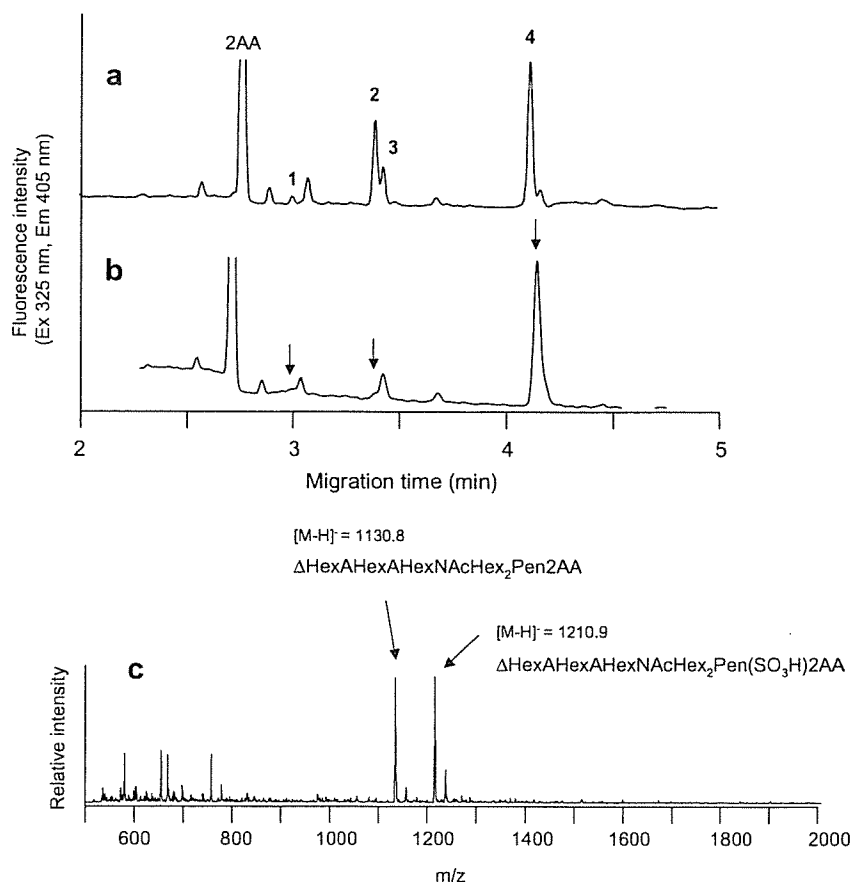 2AA
4
a
2
3
1
Fluorescence intensity
(Ex 325 nm, Em 405 nm)
b
2
3
4
5
Migration time (min)
[M-H]- = 1130.8
ΔHexAHexAHexNAcHex₂Pen2AA
[M-H]- = 1210.9
ΔHexAHexAHexNAcHex₂Pen(SO₃H)2AA
c
Relative intensity
600
800
1000
1200
1400
1600
1800
2000
m/z